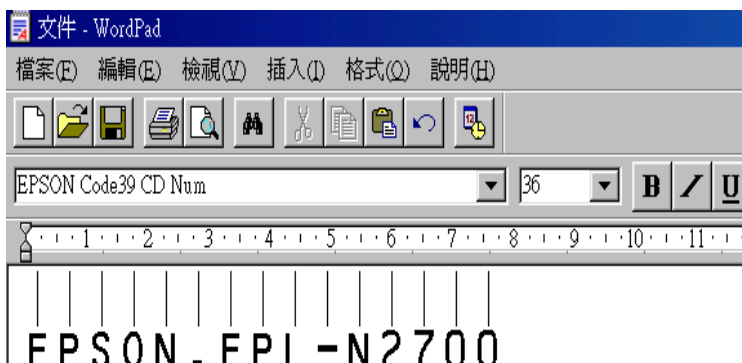 文件 - WordPad
檔案(F) 編輯(E) 檢視(V) 插入(I) 格式(O) 說明(H)
EPSON Code39 CD Num 36 B I U
1 2 3 4 5 6 7 8 9 10 11
EPSON-EPL-N2700